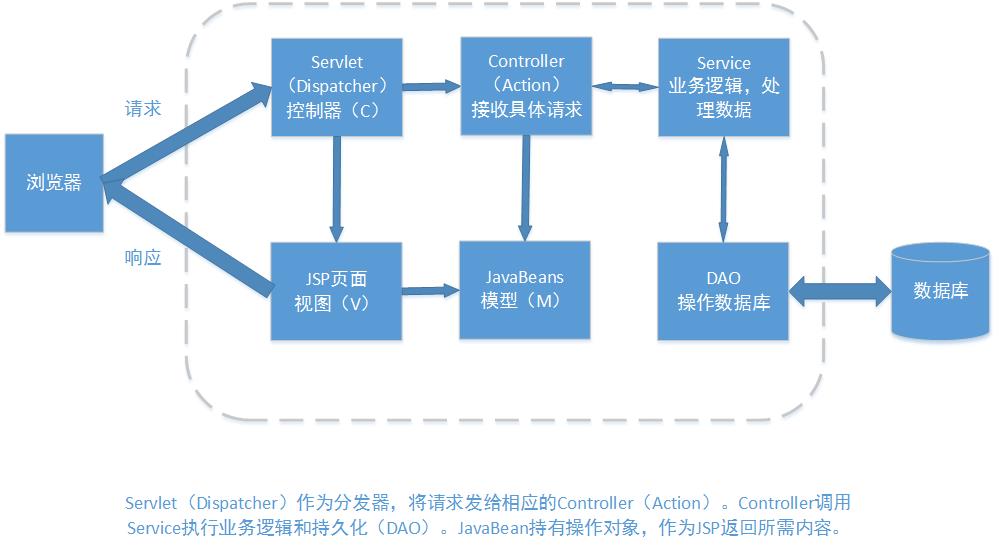 Servlet
（Dispatcher）
控制器（C）
Controller
（Action）
接收具体请求
Service
业务逻辑，处
理数据
请求
浏览器
响应
JSP页面
视图（V）
JavaBeans
模型（M）
DAO
操作数据库
数据库
Servlet（Dispatcher）作为分发器，将请求发给相应的Controller（Action）。Controller调用
Service执行业务逻辑和持久化（DAO）。JavaBean持有操作对象，作为JSP返回所需内容。